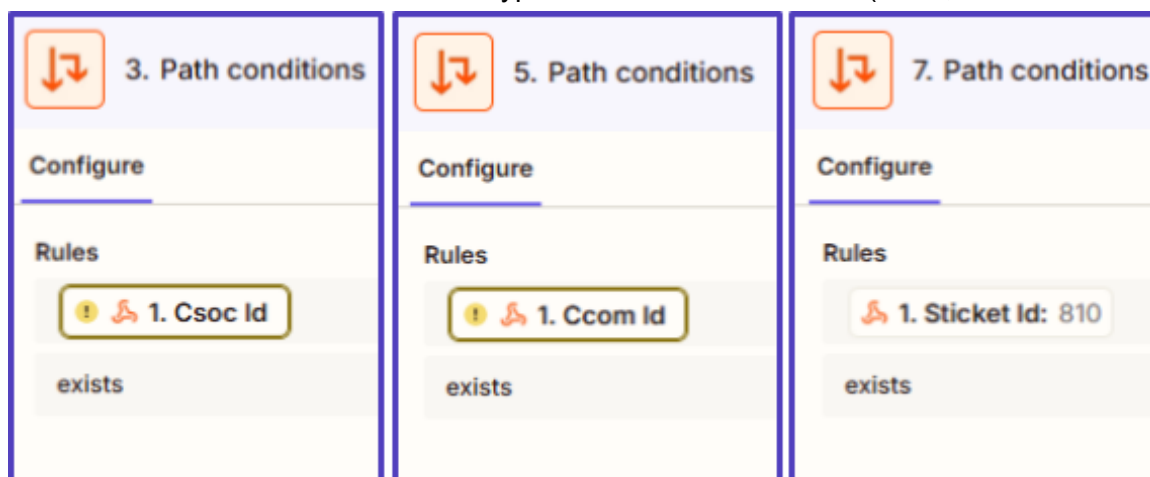 3. Path conditions
Configure
Rules
! 1. Csoc Id
exists
5. Path conditions
Configure
Rules
! 1. Ccom Id
exists
7. Path conditions
Configure
Rules
1. Sticket Id: 810
exists